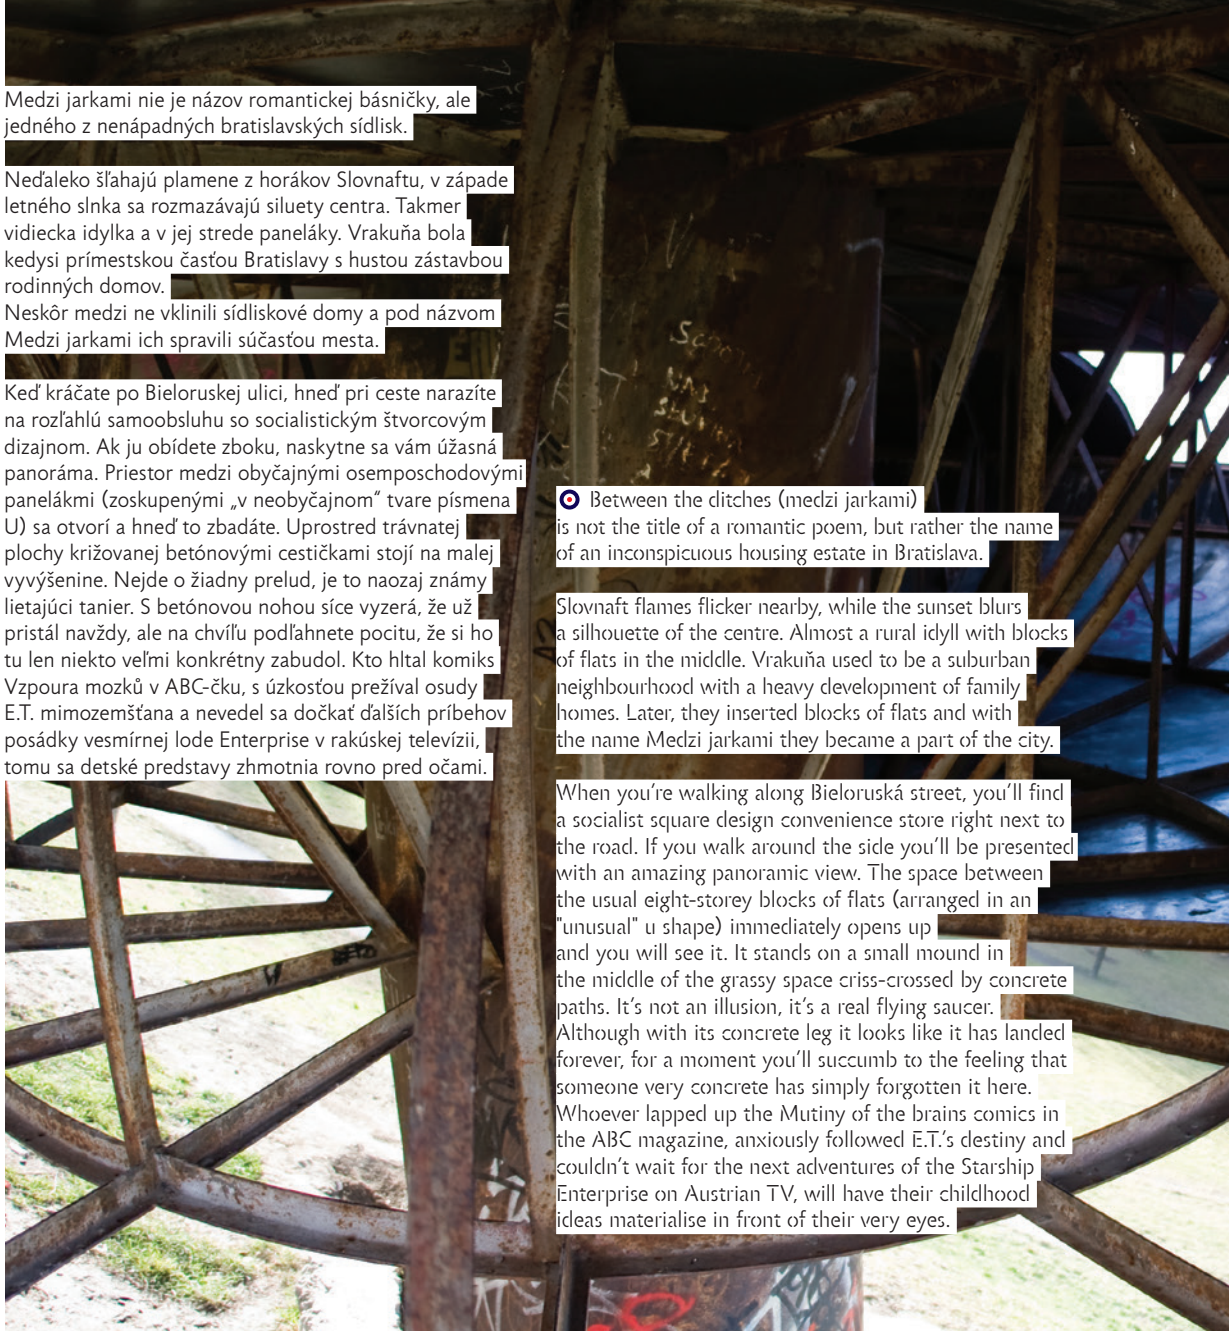 Medzi jarkami nie je názov romantickej básničky, ale
jedného z nenápadných bratislavských sídlisk.
Neďaleko šľahajú plamene z horákov Slovnaftu, v západe
letného slnka sa rozmazávajú siluety centra. Takmer
vidiecka idylka a v jej strede paneláky. Vrakuňa bola
kedysi prímestskou časťou Bratislavy s hustou zástavbou
rodinných domov.
Neskôr medzi ne vklinili sídliskové domy a pod názvom
Medzi jarkami ich spravili súčasťou mesta.
Keď kráčate po Bieloruskej ulici, hneď pri ceste narazíte
na rozľahlú samoobsluhu so socialistickým štvorcovým
dizajnom. Ak ju obídete zboku, naskytne sa vám úžasná
panoráma. Priestor medzi obyčajnými osemposchodovými
panelákmi (zoskupenými „v neobyčajnom“ tvare písmena
U) sa otvorí a hneď to zbadáte. Uprostred trávnatej
plochy križovanej betónovými cestičkami stojí na malej
vyvýšenine. Nejde o žiadny prelud, je to naozaj známy
lietajúci tanier. S betónovou nohou síce vyzerá, že už
pristál navždy, ale na chvíľu podľahnete pocitu, že si ho
tu len niekto veľmi konkrétny zabudol. Kto hltal komiks
Vzpoura mozků v ABC-čku, s úzkosťou prežíval osudy
E.T. mimozemšťana a nevedel sa dočkať ďalších príbehov
posádky vesmírnej lode Enterprise v rakúskej televízii,
tomu sa detské predstavy zhmotnia rovno pred očami.
Between the ditches (medzi jarkami)
is not the title of a romantic poem, but rather the name
of an inconspicuous housing estate in Bratislava.
Slovnaft flames flicker nearby, while the sunset blurs
a silhouette of the centre. Almost a rural idyll with blocks
of flats in the middle. Vrakuňa used to be a suburban
neighbourhood with a heavy development of family
homes. Later, they inserted blocks of flats and with
the name Medzi jarkami they became a part of the city.
When you're walking along Bieloruská street, you'll find
a socialist square design convenience store right next to
the road. If you walk around the side you'll be presented
with an amazing panoramic view. The space between
the usual eight-storey blocks of flats (arranged in an
"unusual" u shape) immediately opens up
and you will see it. It stands on a small mound in
the middle of the grassy space criss-crossed by concrete
paths. It's not an illusion, it's a real flying saucer.
Although with its concrete leg it looks like it has landed
forever, for a moment you'll succumb to the feeling that
someone very concrete has simply forgotten it here.
Whoever lapped up the Mutiny of the brains comics in
the ABC magazine, anxiously followed E.T.'s destiny and
couldn't wait for the next adventures of the Starship
Enterprise on Austrian TV, will have their childhood
ideas materialise in front of their very eyes.